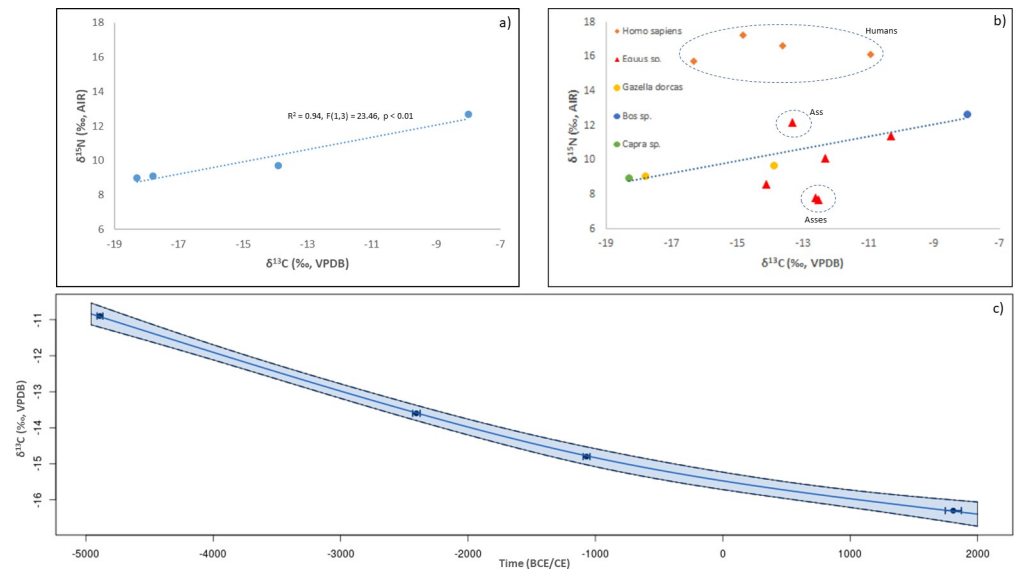 a)
18
16
14
12
10
8
6
δ¹⁵N (‰, AIR)
R² = 0.94, F(1,3) = 23.46, p < 0.01
-19 -17 -15 -13 -11 -9 -7
δ¹³C (‰, VPDB)
b)
18
16
14
12
10
8
6
δ¹⁵N (‰, AIR)
Homo sapiens
Equus sp.
Gazella dorcas
Bos sp.
Capra sp.
Humans
Ass
Asses
-19 -17 -15 -13 -11 -9 -7
δ¹³C (‰, VPDB)
c)
-11
-12
-13
-14
-15
-16
δ¹³C (‰, VPDB)
-5000 -4000 -3000 -2000 -1000 0 1000 2000
Time (BCE/CE)